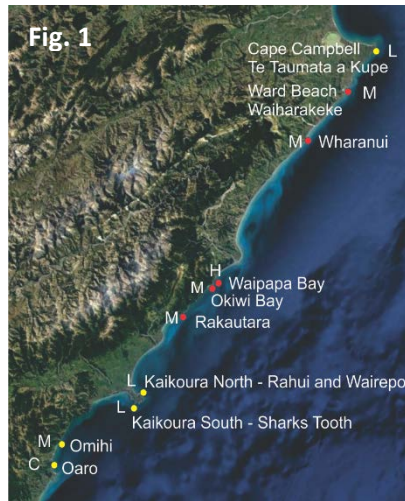 Fig. 1
Cape Campbell
Te Taumata a Kupe
L
Ward Beach
Waiharakeke
M
M Wharanui
H
Waipapa Bay
M
Okiwi Bay
M Rakautara
L Kaikoura North - Rahui and Wairepo
L
Kaikoura South - Sharks Tooth
M Omihi
C Oaro